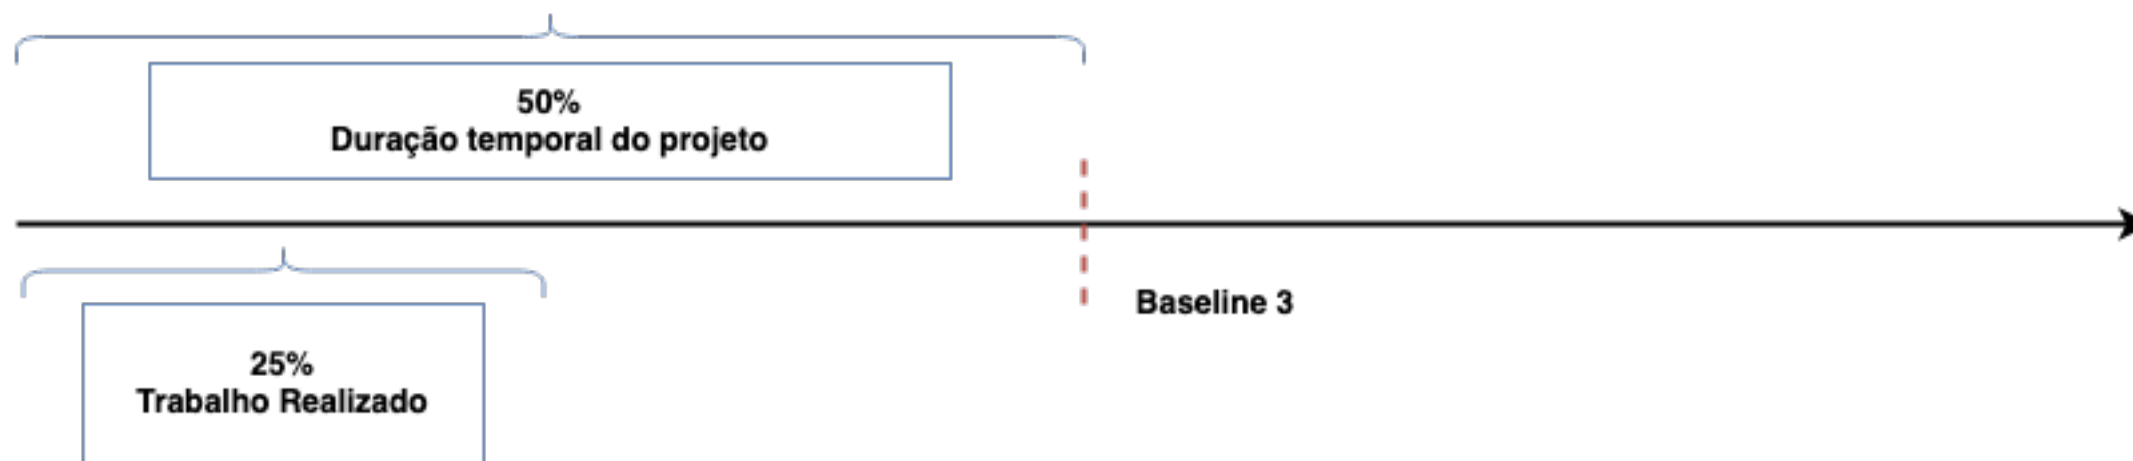 50%
Duração temporal do projeto
Baseline 3
25%
Trabalho Realizado